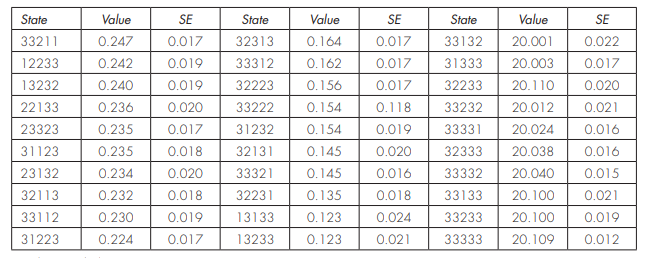 State Value SE State Value SE State Value SE
33211 0.247 0.017 32313 0.164 0.017 33132 20.001 0.022
12233 0.242 0.019 33312 0.162 0.017 31333 20.003 0.017
13232 0.240 0.019 32223 0.156 0.017 32233 20.110 0.020
22133 0.236 0.020 33222 0.154 0.118 33232 20.012 0.021
23323 0.235 0.017 31232 0.154 0.019 33331 20.024 0.016
31123 0.235 0.018 32131 0.145 0.020 32333 20.038 0.016
23132 0.234 0.020 33321 0.145 0.016 33332 20.040 0.015
32113 0.232 0.018 32231 0.135 0.018 33133 20.100 0.021
33112 0.230 0.019 13133 0.123 0.024 33233 20.100 0.019
31223 0.224 0.017 13233 0.123 0.021 33333 20.109 0.012